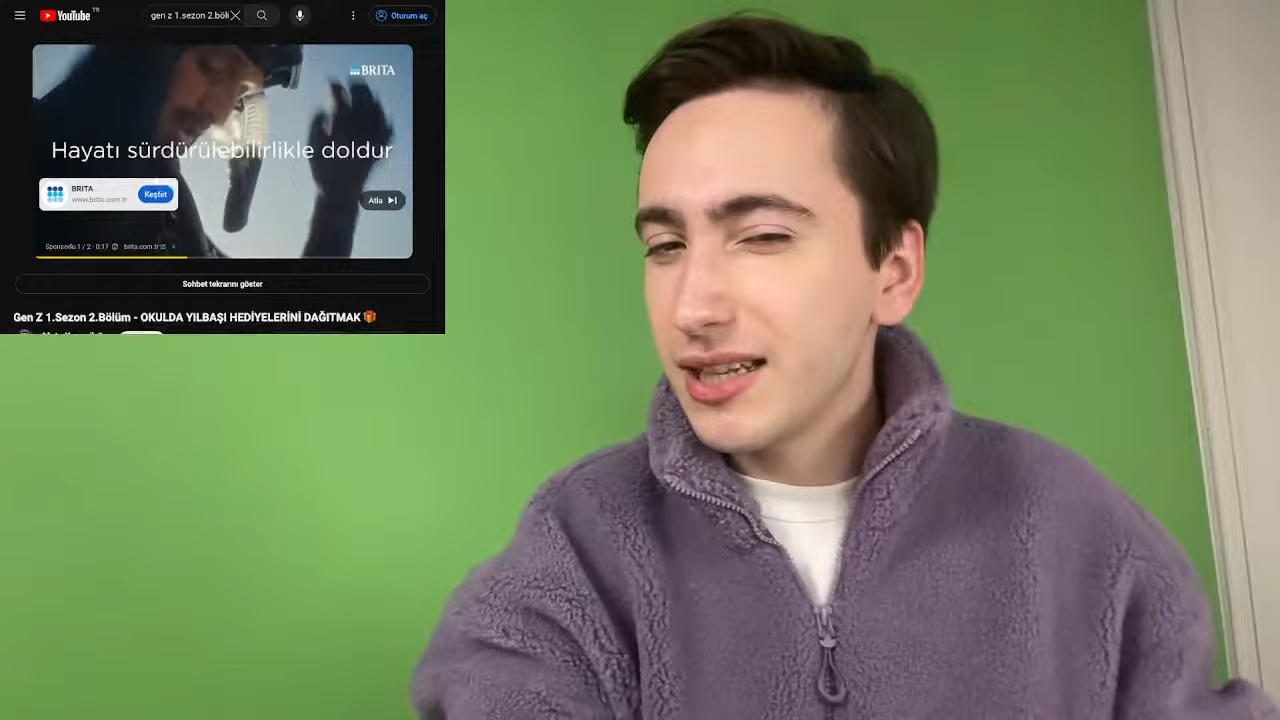 YouTube TR
gen z 1.sezon 2.böl
Oturum aç
BRITA
Hayatı sürdürülebilirlikle doldur
BRITA
www.brita.com.tr
Keşfet
Atla
Sponsorlu 1 / 2 · 0:17
brita.com.tr
Sohbet tekrarını göster
Gen Z 1.Sezon 2.Bölüm - OKULDA YILBAŞI HEDİYELERİNİ DAĞITMAK